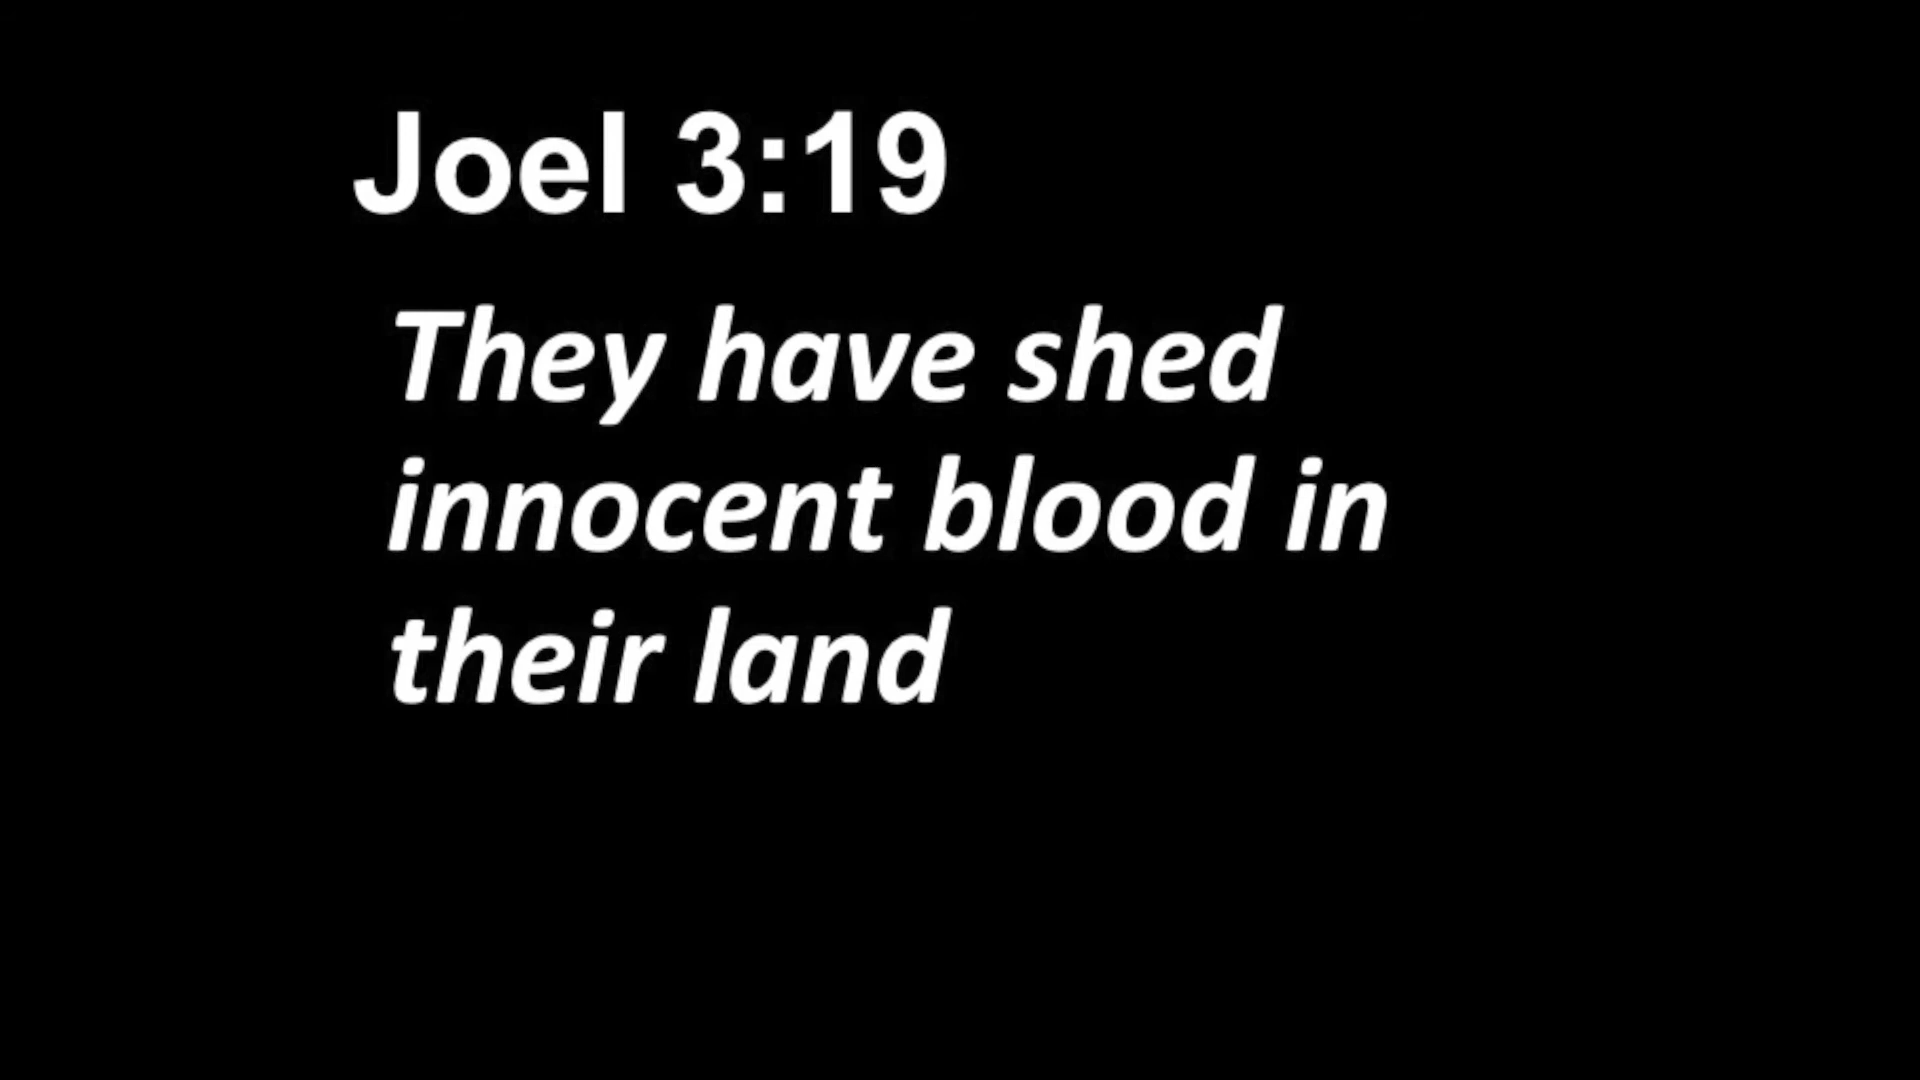 Joel 3:19
They have shed
innocent blood in
their land